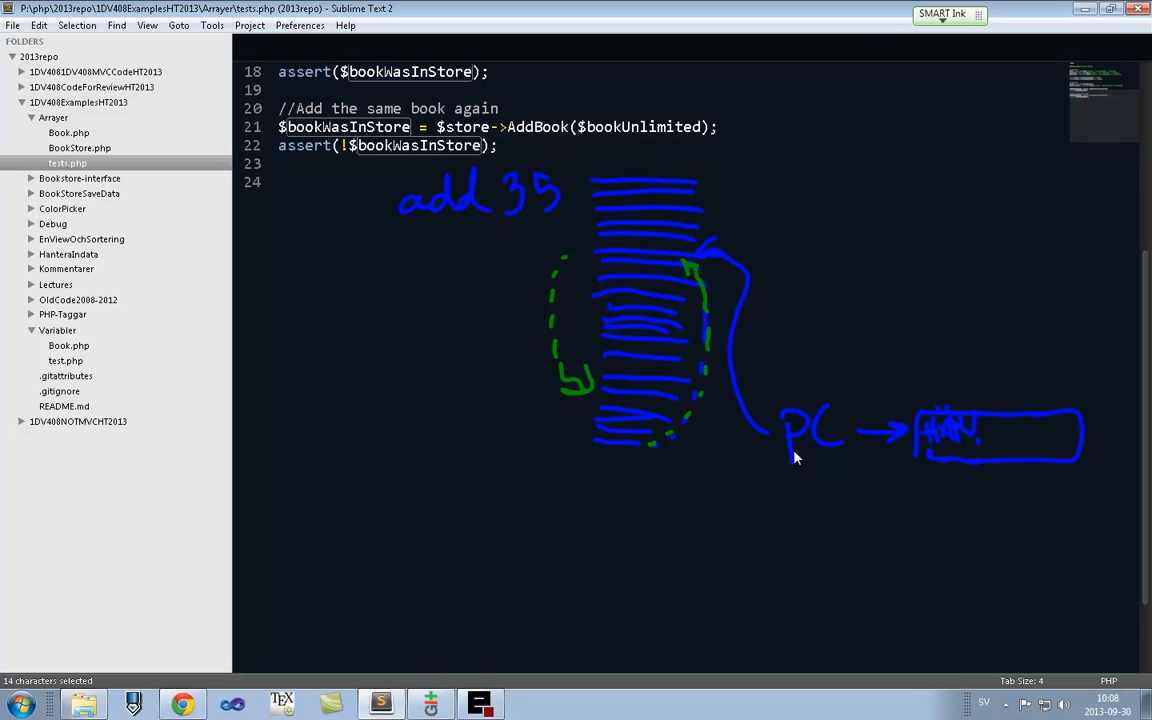 P:\php\2013repo\1DV408ExamplesHT2013\Arrayer\tests.php (2013repo) - Sublime Text 2
SMART Ink
File Edit Selection Find View Goto Tools Project Preferences Help
FOLDERS
2013repo
1DV4081DV408MVCCodeHT2013
1DV408CodeForReviewHT2013
1DV408ExamplesHT2013
Arrayer
Book.php
BookStore.php
tests.php
Bookstore-interface
BookStoreSaveData
ColorPicker
Debug
EnViewOchSortering
HanteraIndata
Kommentarer
Lectures
OldCode2008-2012
PHP-Taggar
Variabler
Book.php
test.php
.gitattributes
.gitignore
README.md
1DV408NOTMVCHT2013
18 assert($bookWasInStore);
19
20 //Add the same book again
21 $bookWasInStore = $store->AddBook($bookUnlimited);
22 assert(!$bookWasInStore);
23
24
add 35
PC
14 characters selected
Tab Size: 4 PHP
SV
10:08
2013-09-30